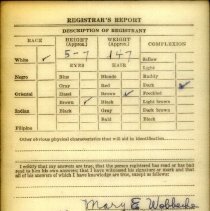 REGISTRAR'S REPORT
DESCRIPTION OF REGISTRANT
RACE HEIGHT (Approx.) WEIGHT (Approx.) COMPLEXION
5-7 147
White ✓ EYES HAIR Sallow
Light
Negro Blue Blonde Ruddy
Gray Red Dark ✓
Oriental Hazel Brown ✓ Freckled
Brown ✓ Black Light brown
Indian Black Gray Dark brown
Bald Black
Filipino
Other obvious physical characteristics that will aid in identification
I certify that my answers are true; that the person registered has read or has had
read to him his own answers; that I have witnessed his signature or mark and that
all of his answers of which I have knowledge are true, except as follows:
Mary E